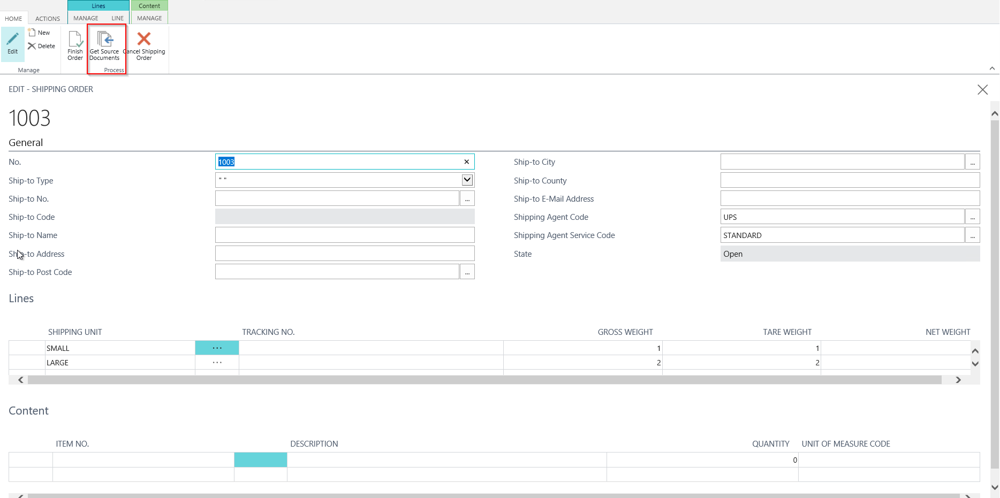 Lines Content
HOME ACTIONS MANAGE LINE MANAGE
Edit
New
Delete
Manage
Finish
Order
Get Source
Documents
Cancel Shipping
Order
Process
EDIT - SHIPPING ORDER
1003
General
No. 1003
Ship-to Type " "
Ship-to No. ...
Ship-to Code
Ship-to Name
Ship-to Address
Ship-to Post Code ...
Ship-to City ...
Ship-to County
Ship-to E-Mail Address
Shipping Agent Code UPS ...
Shipping Agent Service Code STANDARD ...
State Open
Lines
SHIPPING UNIT TRACKING NO. GROSS WEIGHT TARE WEIGHT NET WEIGHT
SMALL ... 1 1
LARGE ... 2 2
Content
ITEM NO. DESCRIPTION QUANTITY UNIT OF MEASURE CODE
0